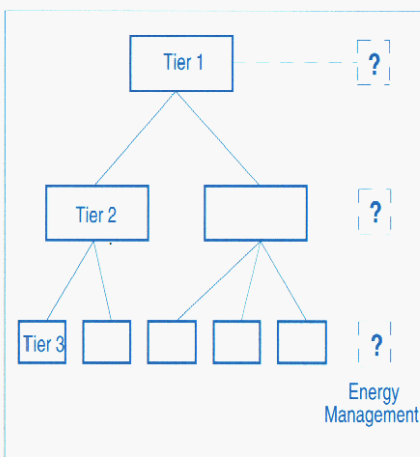 Tier 1
?
Tier 2
?
Tier 3
?
Energy
Management